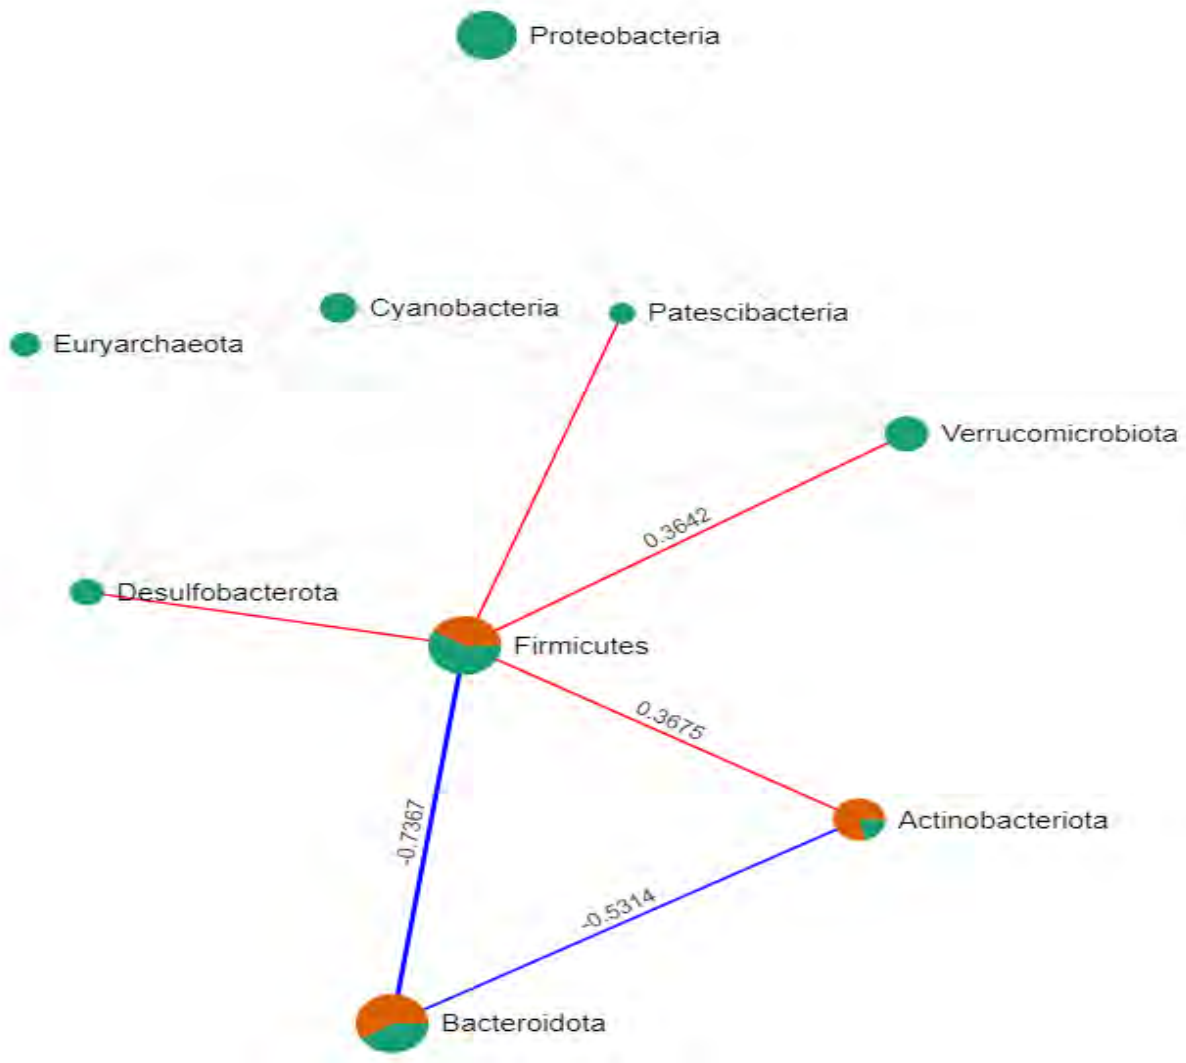 Proteobacteria
Cyanobacteria
Patescibacteria
Euryarchaeota
Verrucomicrobiota
0.3642
Desulfobacterota
Firmicutes
0.3675
-0.7367
Actinobacteriota
-0.5314
Bacteroidota